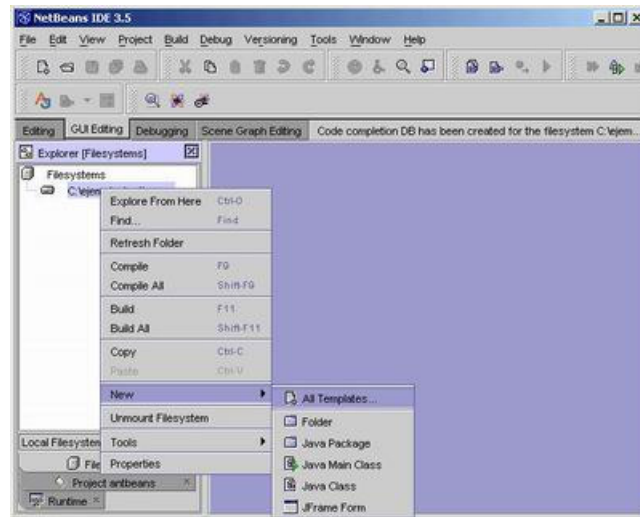 NetBeans IDE 3.5
File Edit View Project Build Debug Versioning Tools Window Help
Editing GUI Editing Debugging Scene Graph Editing Code completion DB has been created for the filesystem C:\ejem...
Explorer [Filesystems]
Filesystems
C:\ejem
Explore From Here Ctrl-O
Find... Find
Refresh Folder
Compile F9
Compile All Shift-F9
Build F11
Build All Shift-F11
Copy Ctrl-C
Paste Ctrl-V
New
All Templates...
Unmount Filesystem
Folder
Local Filesystem
Tools
Java Package
File
Properties
Java Main Class
Project antbeans
Java Class
Runtime
JFrame Form